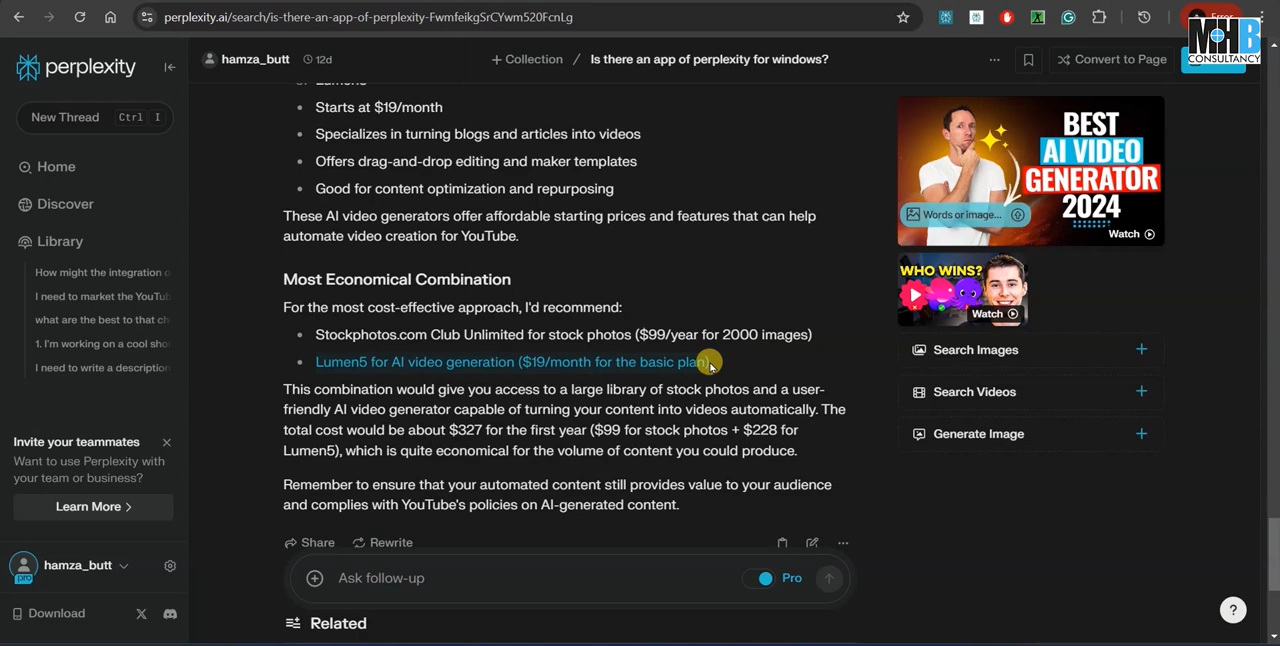 perplexity.ai/search/is-there-an-app-of-perplexity-FwmfeikgSrCYwm520FcnLg
Error
MHB
CONSULTANCY
perplexity
hamza_butt
12d
Collection / Is there an app of perplexity for windows?
Convert to Page
New Thread Ctrl I
Home
Discover
Library
How might the integration o
I need to market the YouTub
what are the best to that ch
1. I'm working on a cool sho
I need to write a description
Invite your teammates
Want to use Perplexity with
your team or business?
Learn More >
hamza_butt
pro
Download
Starts at $19/month
Specializes in turning blogs and articles into videos
Offers drag-and-drop editing and maker templates
Good for content optimization and repurposing
These AI video generators offer affordable starting prices and features that can help
automate video creation for YouTube.
Most Economical Combination
For the most cost-effective approach, I'd recommend:
Stockphotos.com Club Unlimited for stock photos ($99/year for 2000 images)
Lumen5 for AI video generation ($19/month for the basic plan)
This combination would give you access to a large library of stock photos and a user-
friendly AI video generator capable of turning your content into videos automatically. The
total cost would be about $327 for the first year ($99 for stock photos + $228 for
Lumen5), which is quite economical for the volume of content you could produce.
Remember to ensure that your automated content still provides value to your audience
and complies with YouTube's policies on AI-generated content.
Share
Rewrite
Ask follow-up
Pro
Related
BEST
AI VIDEO
GENERATOR
2024
Words or image...
Watch
WHO WINS?
Watch
Search Images
Search Videos
Generate Image
?